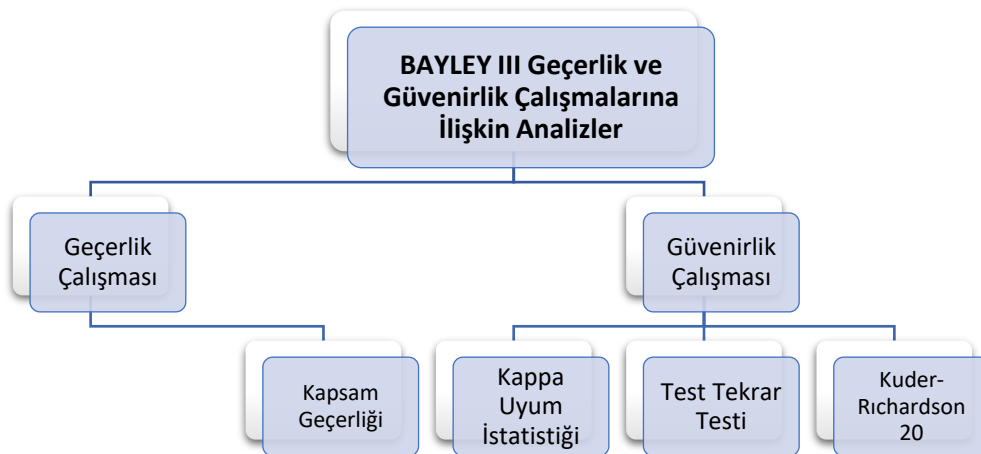 BAYLEY III Geçerlik ve
Güvenirlik Çalışmalarına
İlişkin Analizler
Geçerlik
Çalışması
Güvenirlik
Çalışması
Kapsam
Geçerliği
Kappa
Uyum
İstatistiği
Test Tekrar
Testi
Kuder-
Rıchardson
20